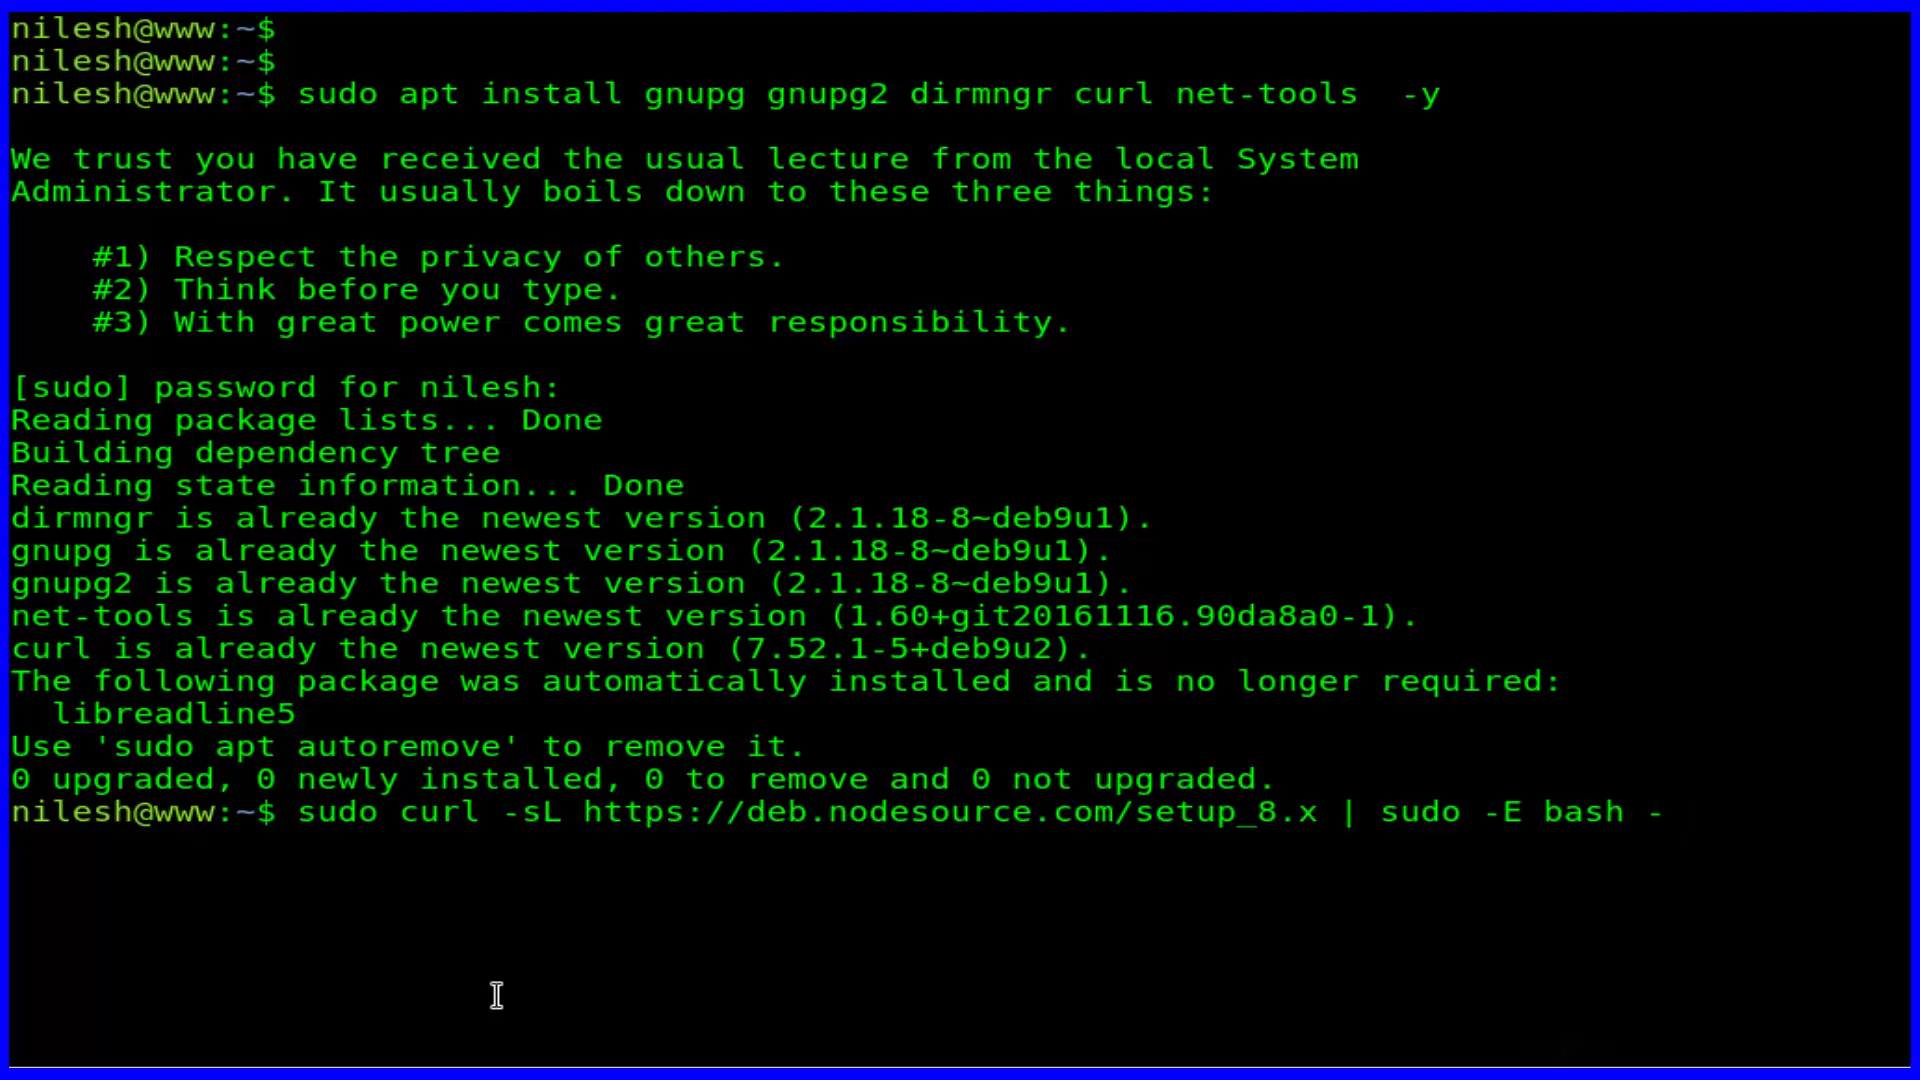 nilesh@www:~$
nilesh@www:~$
nilesh@www:~$ sudo apt install gnupg gnupg2 dirmngr curl net-tools  -y
We trust you have received the usual lecture from the local System
Administrator. It usually boils down to these three things:
#1) Respect the privacy of others.
#2) Think before you type.
#3) With great power comes great responsibility.
[sudo] password for nilesh:
Reading package lists... Done
Building dependency tree
Reading state information... Done
dirmngr is already the newest version (2.1.18-8~deb9u1).
gnupg is already the newest version (2.1.18-8~deb9u1).
gnupg2 is already the newest version (2.1.18-8~deb9u1).
net-tools is already the newest version (1.60+git20161116.90da8a0-1).
curl is already the newest version (7.52.1-5+deb9u2).
The following package was automatically installed and is no longer required:
libreadline5
Use 'sudo apt autoremove' to remove it.
0 upgraded, 0 newly installed, 0 to remove and 0 not upgraded.
nilesh@www:~$ sudo curl -sL https://deb.nodesource.com/setup_8.x | sudo -E bash -